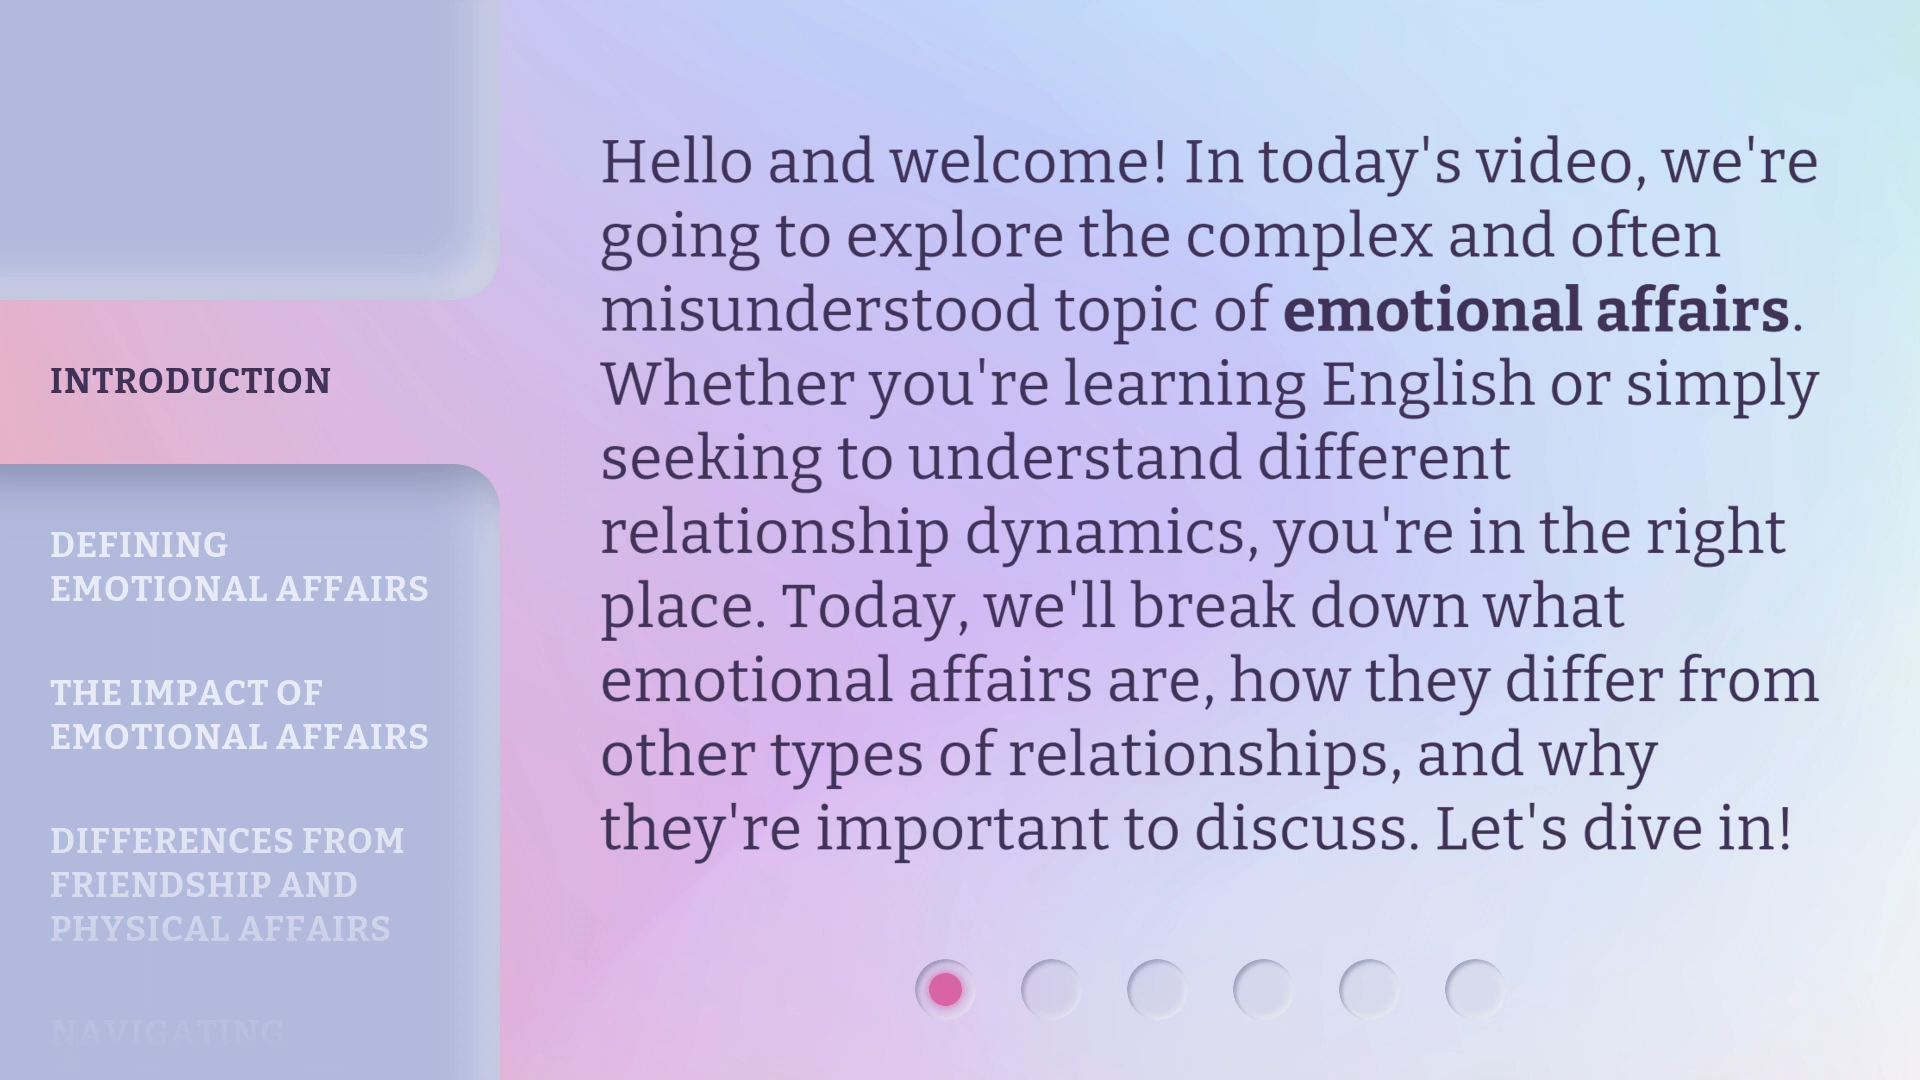 INTRODUCTION
DEFINING
EMOTIONAL AFFAIRS
THE IMPACT OF
EMOTIONAL AFFAIRS
DIFFERENCES FROM
FRIENDSHIP AND
PHYSICAL AFFAIRS
NAVIGATING
Hello and welcome! In today's video, we're
going to explore the complex and often
misunderstood topic of emotional affairs.
Whether you're learning English or simply
seeking to understand different
relationship dynamics, you're in the right
place. Today, we'll break down what
emotional affairs are, how they differ from
other types of relationships, and why
they're important to discuss. Let's dive in!